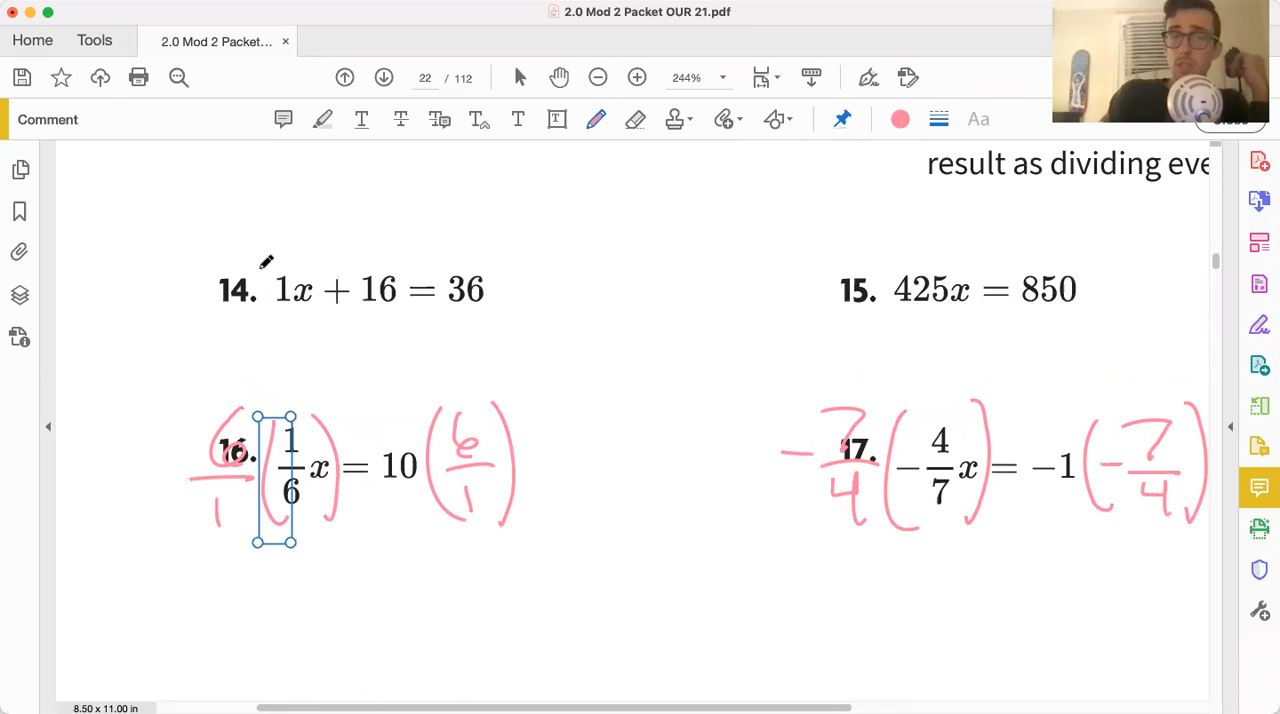 2.0 Mod 2 Packet OUR 21.pdf
Home Tools 2.0 Mod 2 Packet... ×
22 / 112 244%
Comment Aa
result as dividing eve
14. 1x + 16 = 36 15. 425x = 850
6/1 16. (1/6 x) = 10 (6/1) -7/4 17. (-4/7 x) = -1 (-7/4)
8.50 x 11.00 in